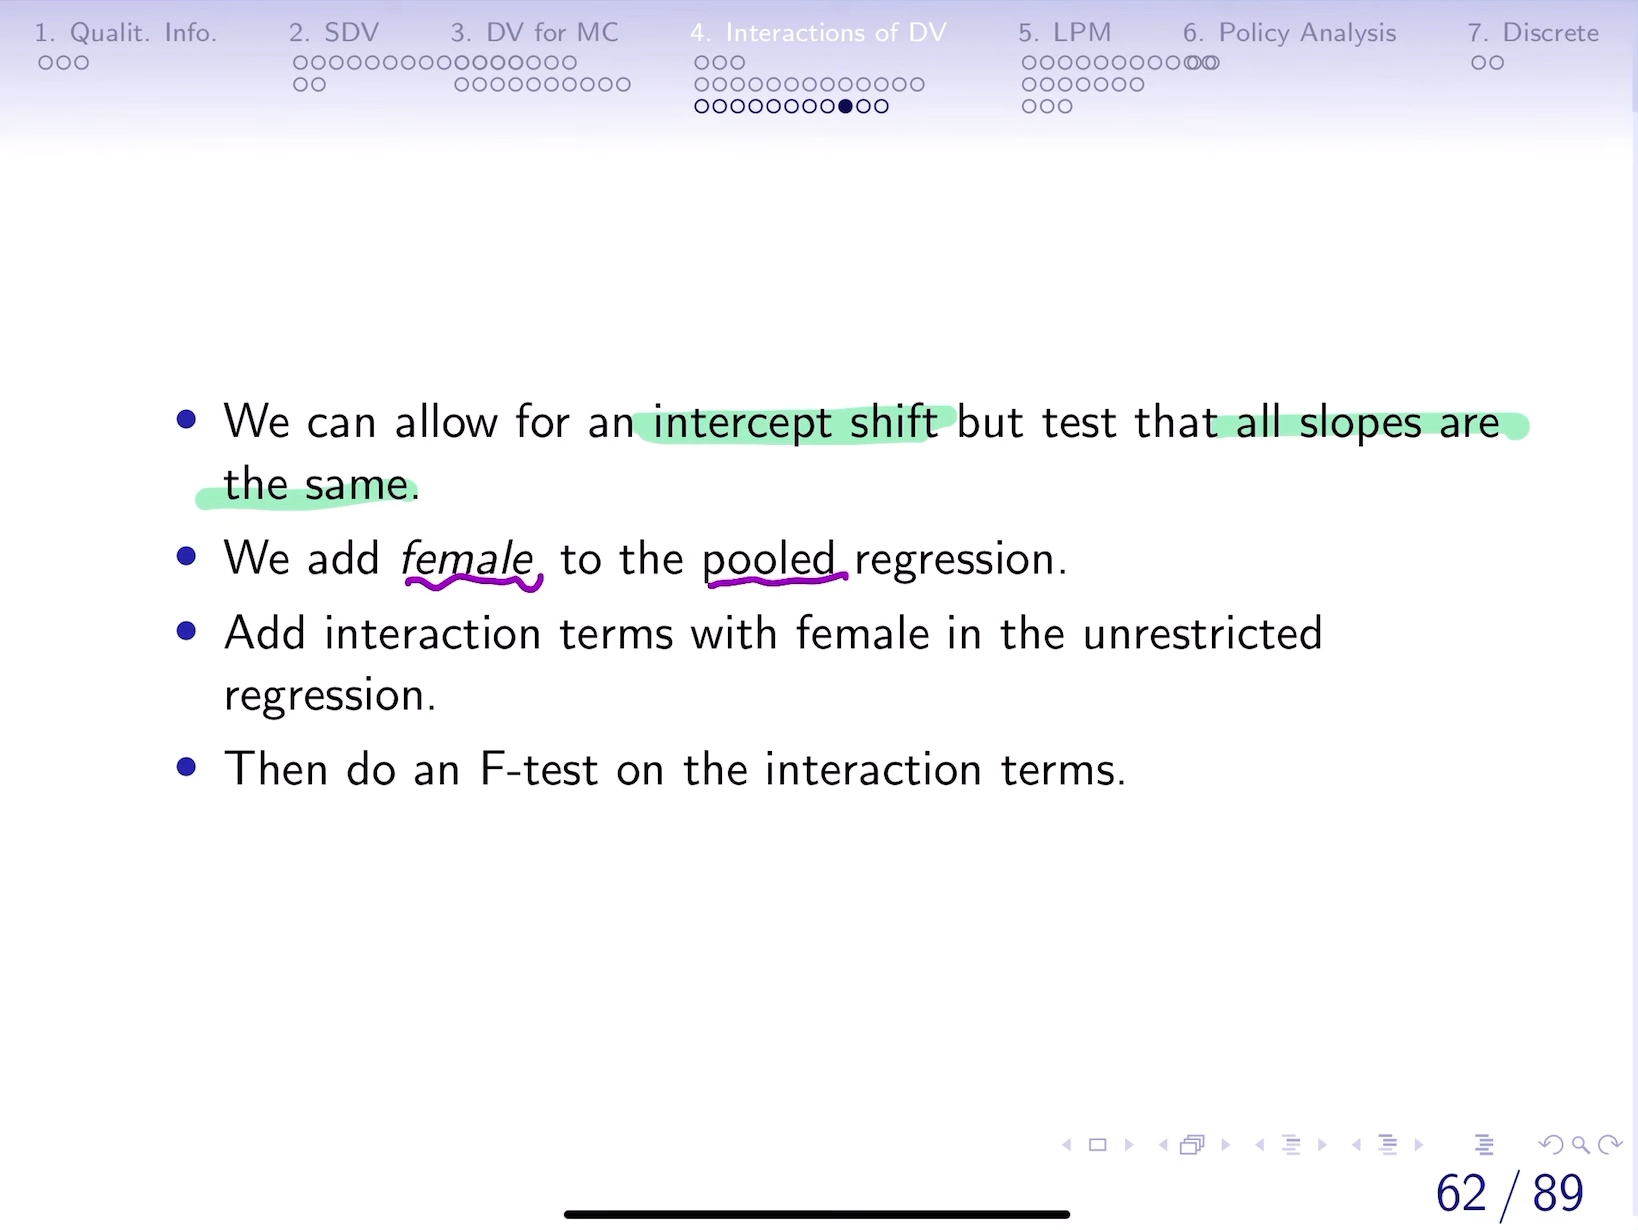 1. Qualit. Info. 2. SDV 3. DV for MC 4. Interactions of DV 5. LPM 6. Policy Analysis 7. Discrete
We can allow for an intercept shift but test that all slopes are
the same.
We add female to the pooled regression.
Add interaction terms with female in the unrestricted
regression.
Then do an F-test on the interaction terms.
62 / 89